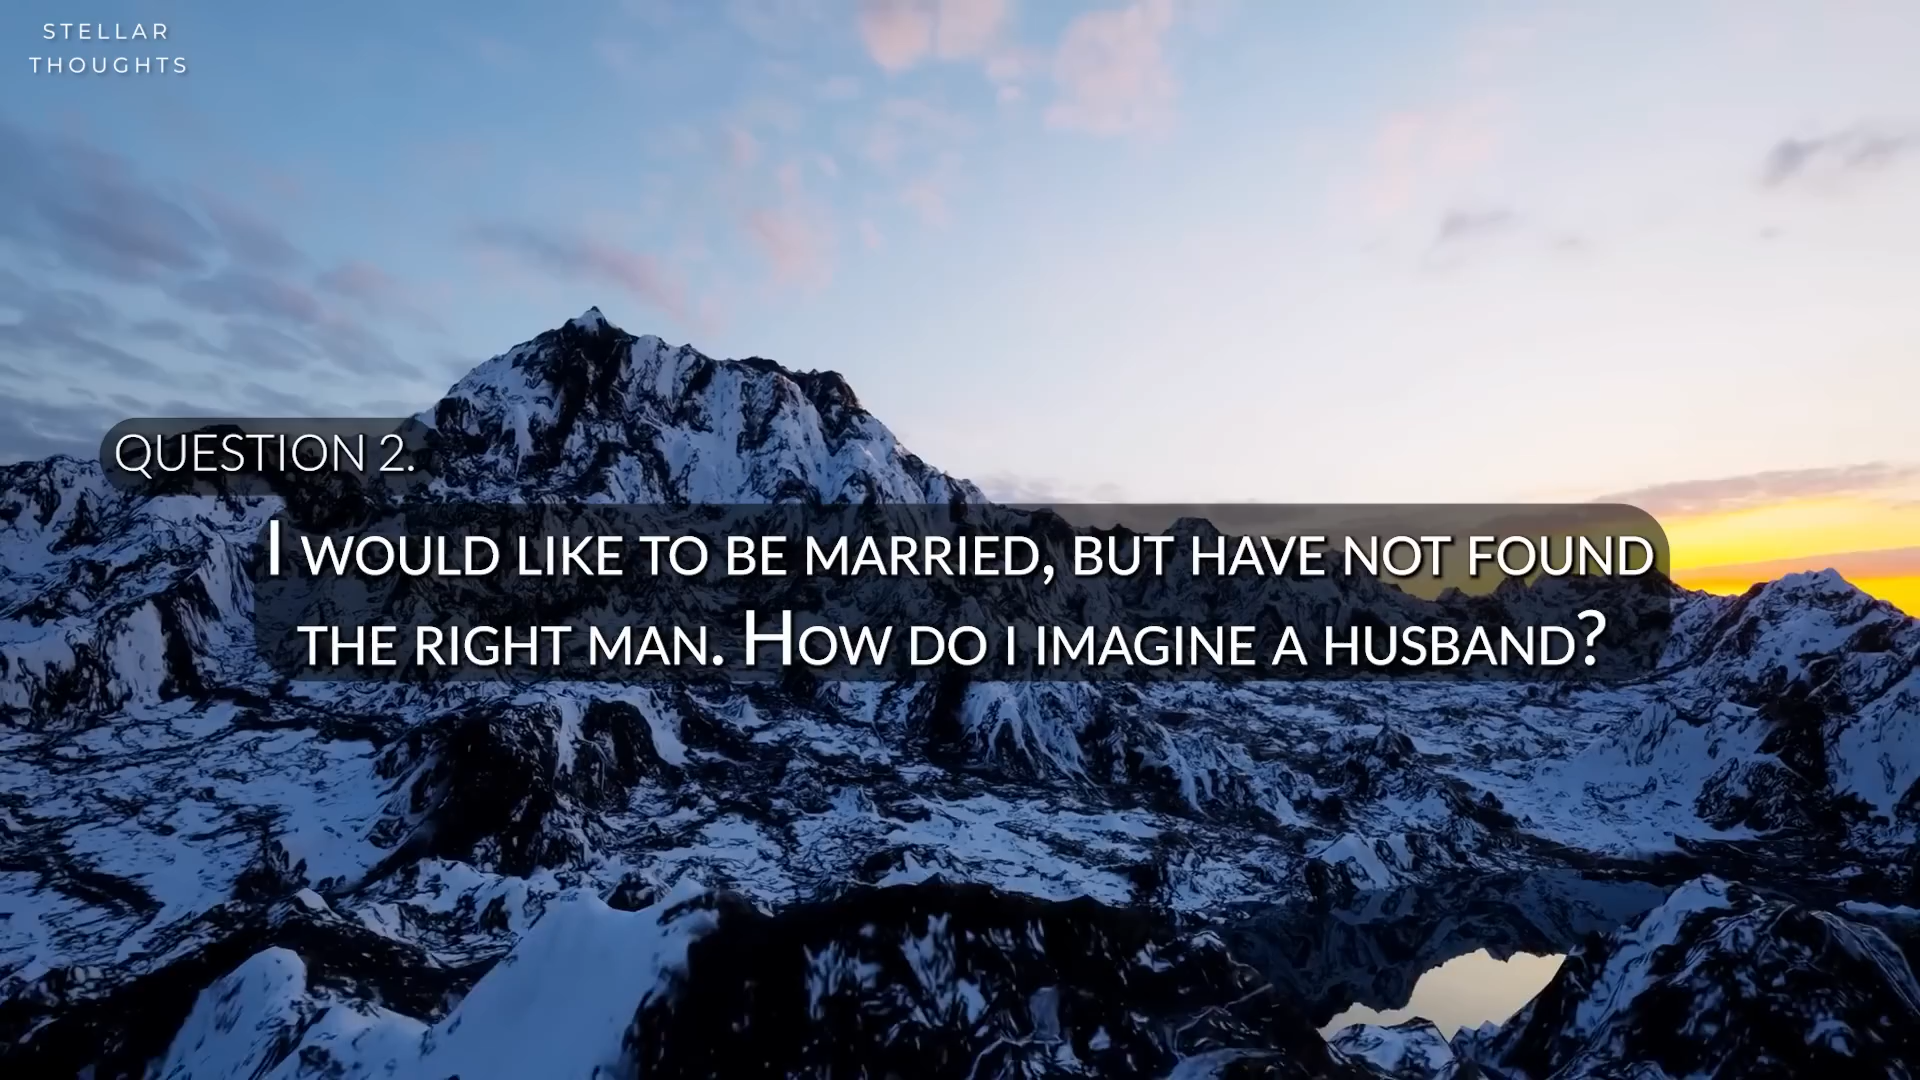 STELLAR
THOUGHTS
QUESTION 2.
I WOULD LIKE TO BE MARRIED, BUT HAVE NOT FOUND
THE RIGHT MAN. HOW DO I IMAGINE A HUSBAND?